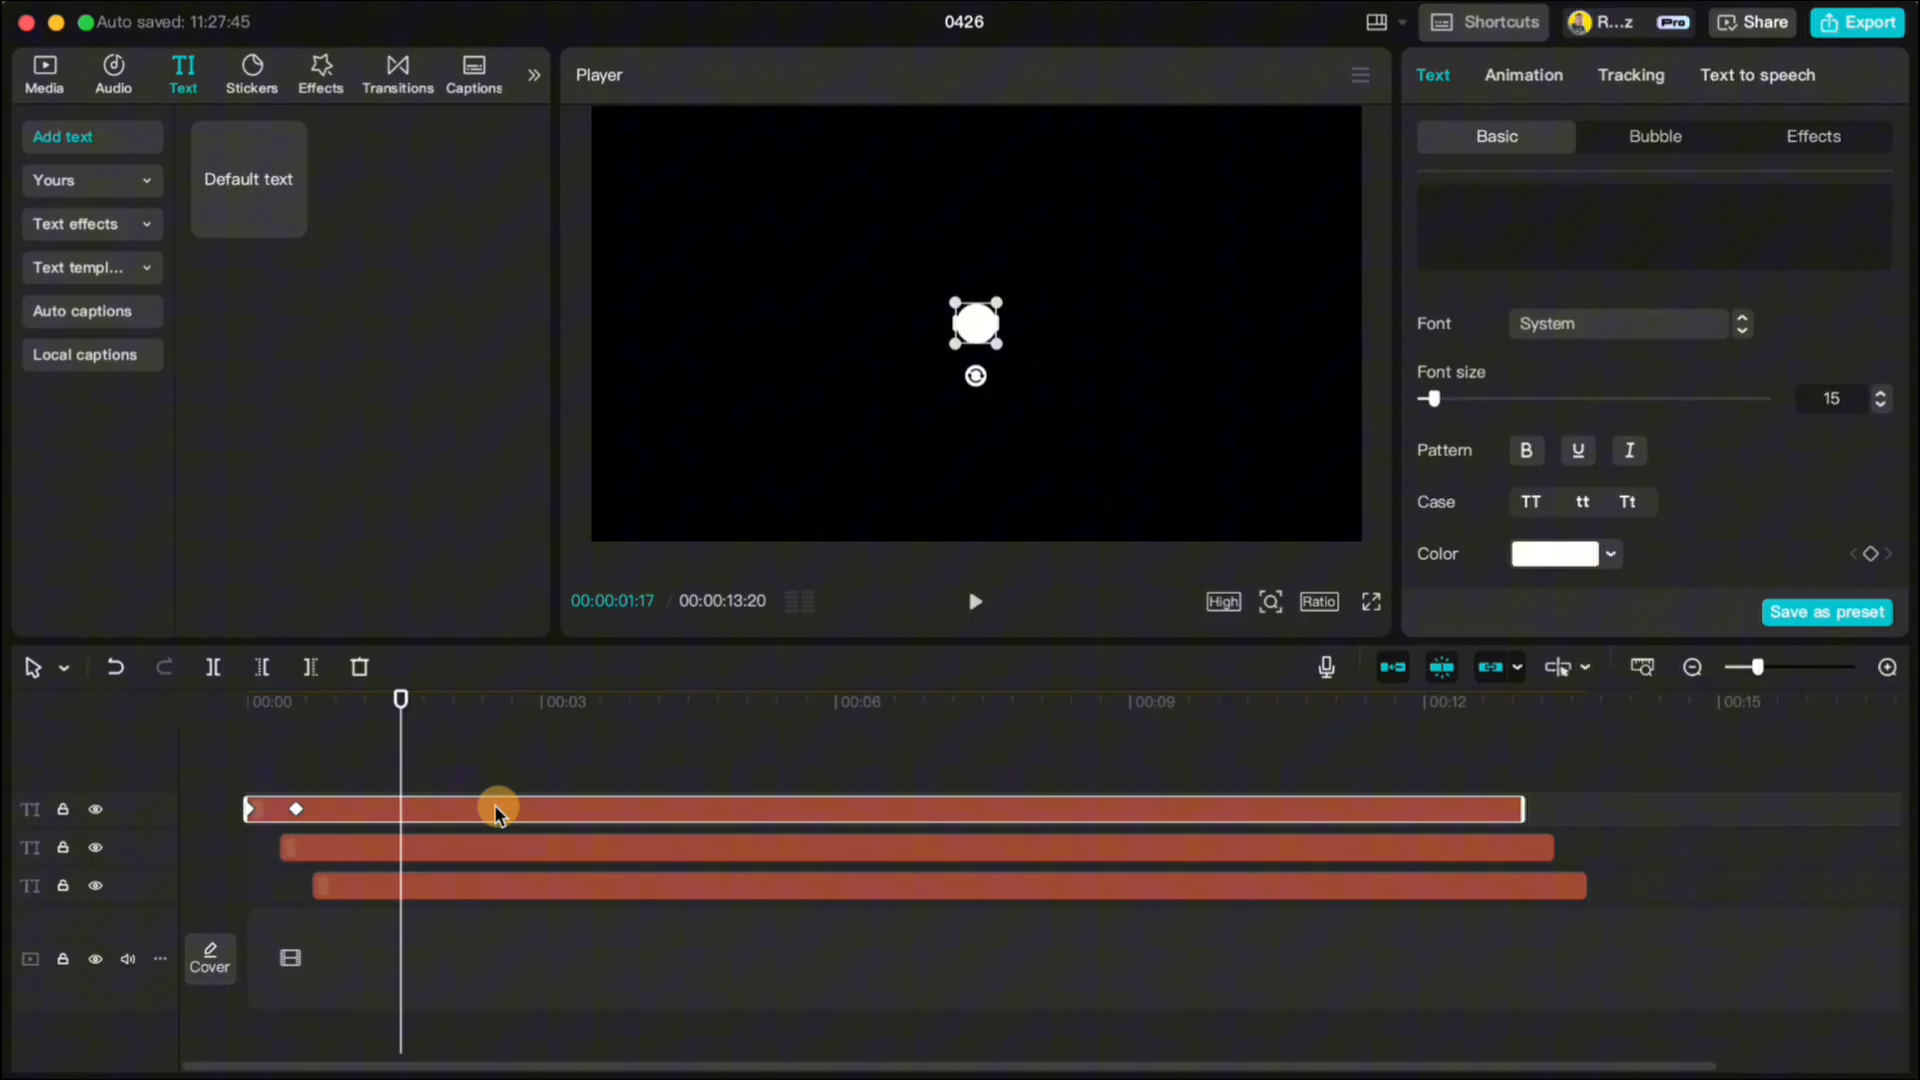 Auto saved: 11:27:45
0426
Shortcuts
R...z
Pro
Share
Export
Media
Audio
TI
Text
Stickers
Effects
Transitions
Captions
Player
Text
Animation
Tracking
Text to speech
Add text
Yours
Text effects
Text templ...
Auto captions
Local captions
Default text
Basic
Bubble
Effects
Font
System
Font size
15
Pattern
B
U
I
Case
TT
tt
Tt
Color
00:00:01:17 / 00:00:13:20
High
Ratio
Save as preset
00:00
00:03
00:06
00:09
00:12
00:15
TI
TI
TI
Cover